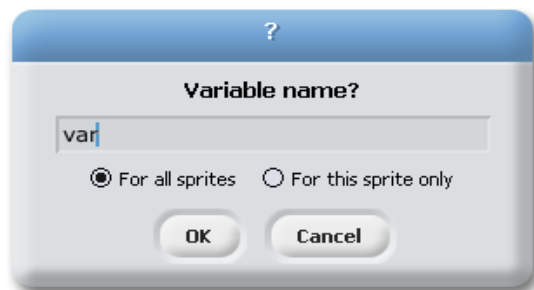 ?
Variable name?
var
For all sprites For this sprite only
OK Cancel